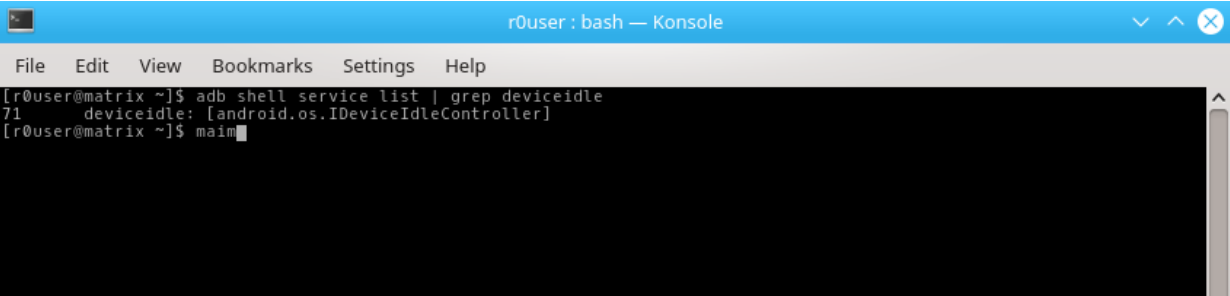 r0user : bash — Konsole
File Edit View Bookmarks Settings Help
[r0user@matrix ~]$ adb shell service list | grep deviceidle
71      deviceidle: [android.os.IDeviceIdleController]
[r0user@matrix ~]$ maim